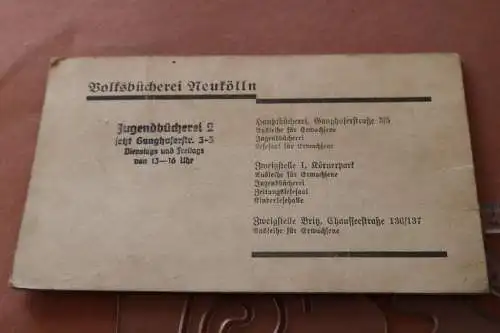 Volksbücherei Neukölln
Jugendbücherei 2
jetzt Ganghoferstr. 3-5
Dienstags und Freitags
von 13—16 Uhr
Hauptbücherei, Ganghoferstraße 3/5
Ausleihe für Erwachsene
Jugendbücherei
Lesesaal für Erwachsene
Zweigstelle 1, Körnerpark
Ausleihe für Erwachsene
Jugendbücherei
Zeitungslesesaal
Kinderlesehalle
Zweigstelle Britz, Chausseestraße 136/137
Ausleihe für Erwachsene